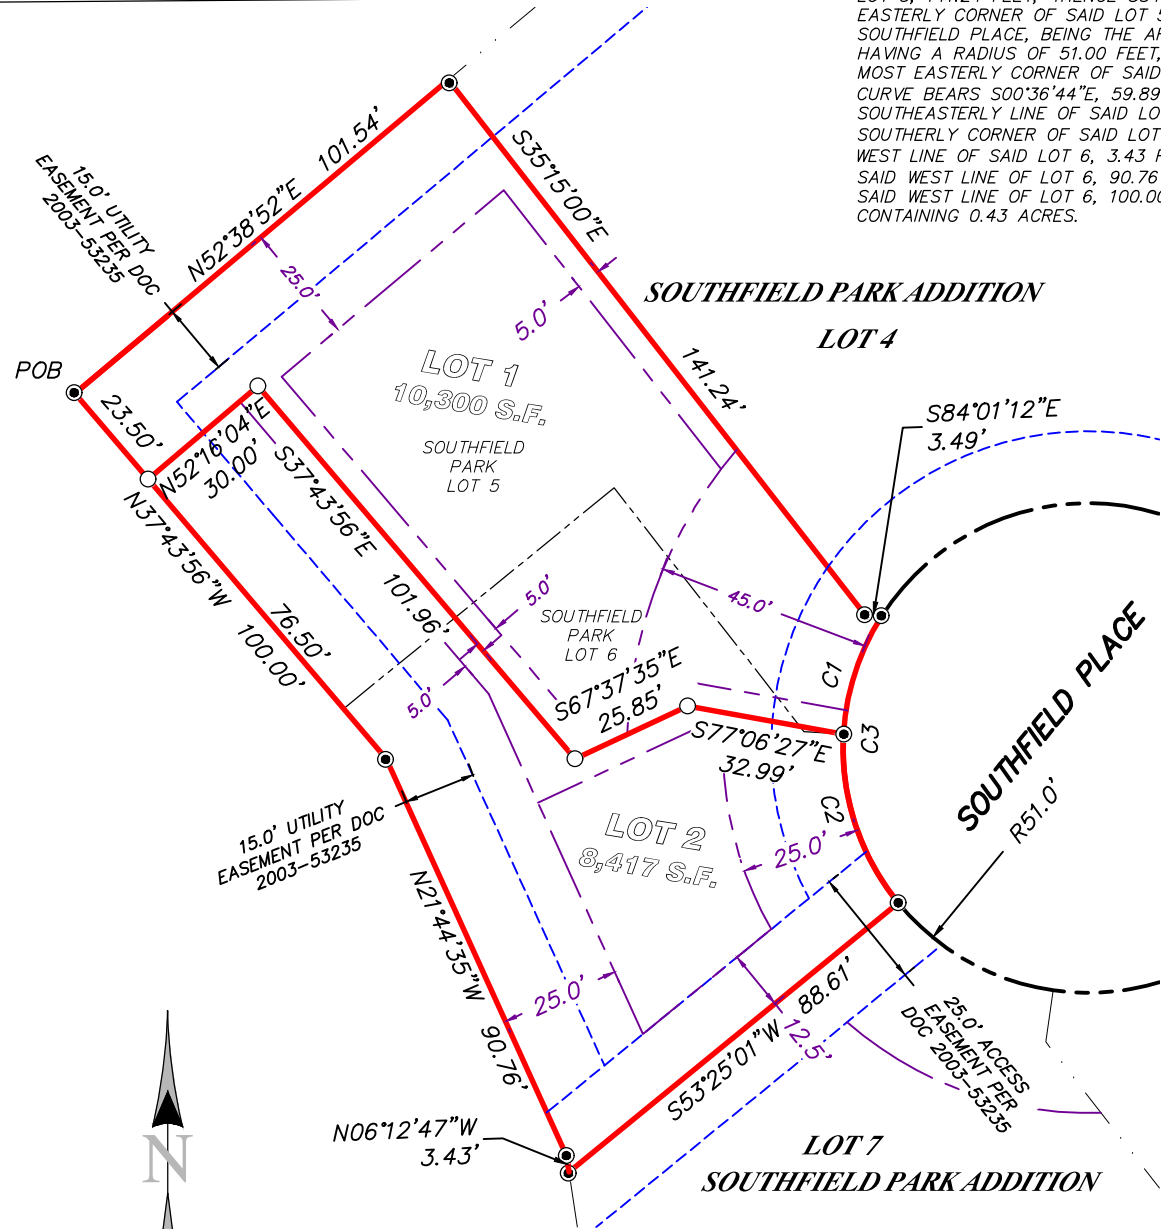 EASTERLY CORNER OF SAID LOT 5
SOUTHFIELD PLACE, BEING THE
HAVING A RADIUS OF 51.00 FEET,
MOST EASTERLY CORNER OF SAID
CURVE BEARS S00°36'44"E, 59.89
SOUTHEASTERLY LINE OF SAID LO
SOUTHERLY CORNER OF SAID LOT
WEST LINE OF SAID LOT 6, 3.43
SAID WEST LINE OF LOT 6, 90.76
SAID WEST LINE OF LOT 6, 100.00
CONTAINING 0.43 ACRES.
N52°38'52"E 101.54'
15.0' UTILITY
EASEMENT PER DOC
2003-53235
25.0'
S35°15'00"E
141.24'
5.0'
SOUTHFIELD PARK ADDITION
LOT 4
POB
LOT 1
10,300 S.F.
SOUTHFIELD
PARK
LOT 5
23.50'
N52°16'04"E
30.00'
S37°43'56"E
101.96'
N37°43'56"W
76.50'
100.00'
S84°01'12"E
3.49'
45.0'
5.0'
SOUTHFIELD
PARK
LOT 6
5.0'
S67°37'35"E
25.85'
S77°06'27"E
32.99'
C1
C3
C2
SOUTHFIELD PLACE
R51.0'
15.0' UTILITY
EASEMENT PER DOC
2003-53235
LOT 2
8,417 S.F.
25.0'
N21°44'35"W
90.76'
25.0'
88.61'
S53°25'01"W
12.5'
25.0' ACCESS
EASEMENT PER
DOC 2003-53235
N06°12'47"W
3.43'
N
LOT 7
SOUTHFIELD PARK ADDITION